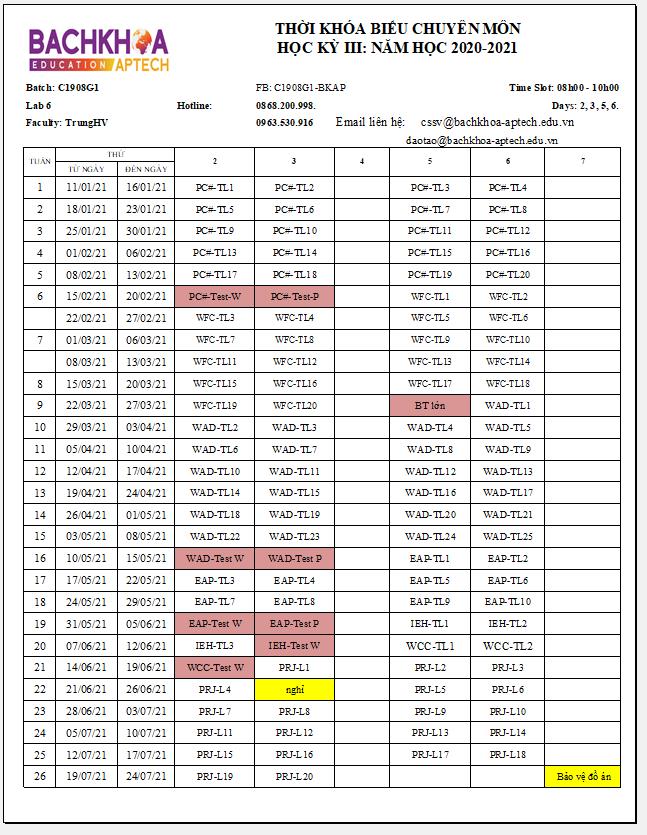 BACHKHOA
EDUCATION APTECH
THỜI KHÓA BIỂU CHUYÊN MÔN
HỌC KỲ III: NĂM HỌC 2020-2021
Batch: C1908G1 FB: C1908G1-BKAP Time Slot: 08h00 - 10h00
Lab 6 Hotline: 0868.200.998. Days: 2, 3, 5, 6.
Faculty: TrungHV 0963.530.916 Email liên hệ: cssv@bachkhoa-aptech.edu.vn
daotao@bachkhoa-aptech.edu.vn
TUẦN THỨ 2 3 4 5 6 7
TỪ NGÀY ĐẾN NGÀY
1 11/01/21 16/01/21 PC#-TL1 PC#-TL2 PC#-TL3 PC#-TL4
2 18/01/21 23/01/21 PC#-TL5 PC#-TL6 PC#-TL7 PC#-TL8
3 25/01/21 30/01/21 PC#-TL9 PC#-TL10 PC#-TL11 PC#-TL12
4 01/02/21 06/02/21 PC#-TL13 PC#-TL14 PC#-TL15 PC#-TL16
5 08/02/21 13/02/21 PC#-TL17 PC#-TL18 PC#-TL19 PC#-TL20
6 15/02/21 20/02/21 PC#-Test-W PC#-Test-P WFC-TL1 WFC-TL2
22/02/21 27/02/21 WFC-TL3 WFC-TL4 WFC-TL5 WFC-TL6
7 01/03/21 06/03/21 WFC-TL7 WFC-TL8 WFC-TL9 WFC-TL10
08/03/21 13/03/21 WFC-TL11 WFC-TL12 WFC-TL13 WFC-TL14
8 15/03/21 20/03/21 WFC-TL15 WFC-TL16 WFC-TL17 WFC-TL18
9 22/03/21 27/03/21 WFC-TL19 WFC-TL20 BT lớn WAD-TL1
10 29/03/21 03/04/21 WAD-TL2 WAD-TL3 WAD-TL4 WAD-TL5
11 05/04/21 10/04/21 WAD-TL6 WAD-TL7 WAD-TL8 WAD-TL9
12 12/04/21 17/04/21 WAD-TL10 WAD-TL11 WAD-TL12 WAD-TL13
13 19/04/21 24/04/21 WAD-TL14 WAD-TL15 WAD-TL16 WAD-TL17
14 26/04/21 01/05/21 WAD-TL18 WAD-TL19 WAD-TL20 WAD-TL21
15 03/05/21 08/05/21 WAD-TL22 WAD-TL23 WAD-TL24 WAD-TL25
16 10/05/21 15/05/21 WAD-Test W WAD-Test P EAP-TL1 EAP-TL2
17 17/05/21 22/05/21 EAP-TL3 EAP-TL4 EAP-TL5 EAP-TL6
18 24/05/21 29/05/21 EAP-TL7 EAP-TL8 EAP-TL9 EAP-TL10
19 31/05/21 05/06/21 EAP-Test W EAP-Test P IEH-TL1 IEH-TL2
20 07/06/21 12/06/21 IEH-TL3 IEH-Test W WCC-TL1 WCC-TL2
21 14/06/21 19/06/21 WCC-Test W PRJ-L1 PRJ-L2 PRJ-L3
22 21/06/21 26/06/21 PRJ-L4 nghỉ PRJ-L5 PRJ-L6
23 28/06/21 03/07/21 PRJ-L7 PRJ-L8 PRJ-L9 PRJ-L10
24 05/07/21 10/07/21 PRJ-L11 PRJ-L12 PRJ-L13 PRJ-L14
25 12/07/21 17/07/21 PRJ-L15 PRJ-L16 PRJ-L17 PRJ-L18
26 19/07/21 24/07/21 PRJ-L19 PRJ-L20 Bảo vệ đồ án